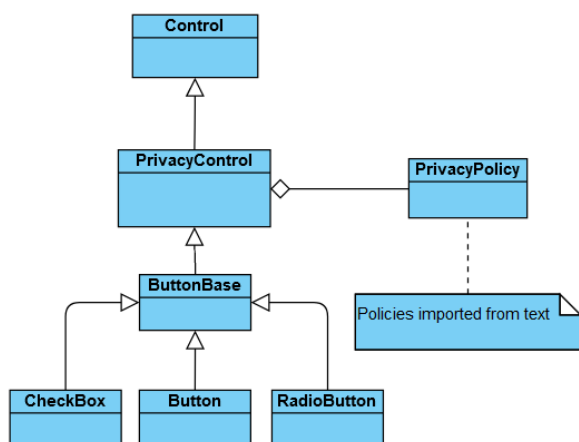 Control
PrivacyControl
PrivacyPolicy
ButtonBase
Policies imported from text
CheckBox
Button
RadioButton